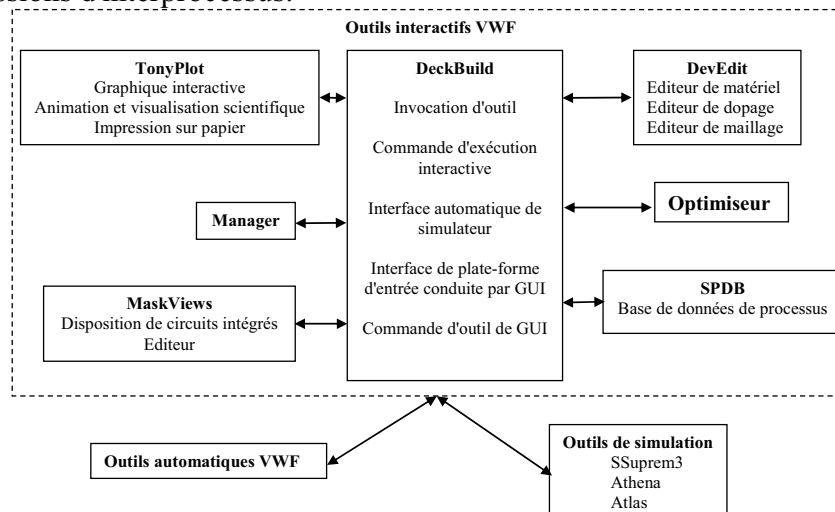 ssions d'interprocessus.
Outils interactifs VWF
TonyPlot
Graphique interactive
Animation et visualisation scientifique
Impression sur papier
DeckBuild
Invocation d'outil
Commande d'exécution
interactive
Interface automatique de
simulateur
Interface de plate-forme
d'entrée conduite par GUI
Commande d'outil de GUI
DevEdit
Editeur de matériel
Editeur de dopage
Editeur de maillage
Manager
Optimiseur
MaskViews
Disposition de circuits intégrés
Editeur
SPDB
Base de données de processus
Outils automatiques VWF
Outils de simulation
SSuprem3
Athena
Atlas